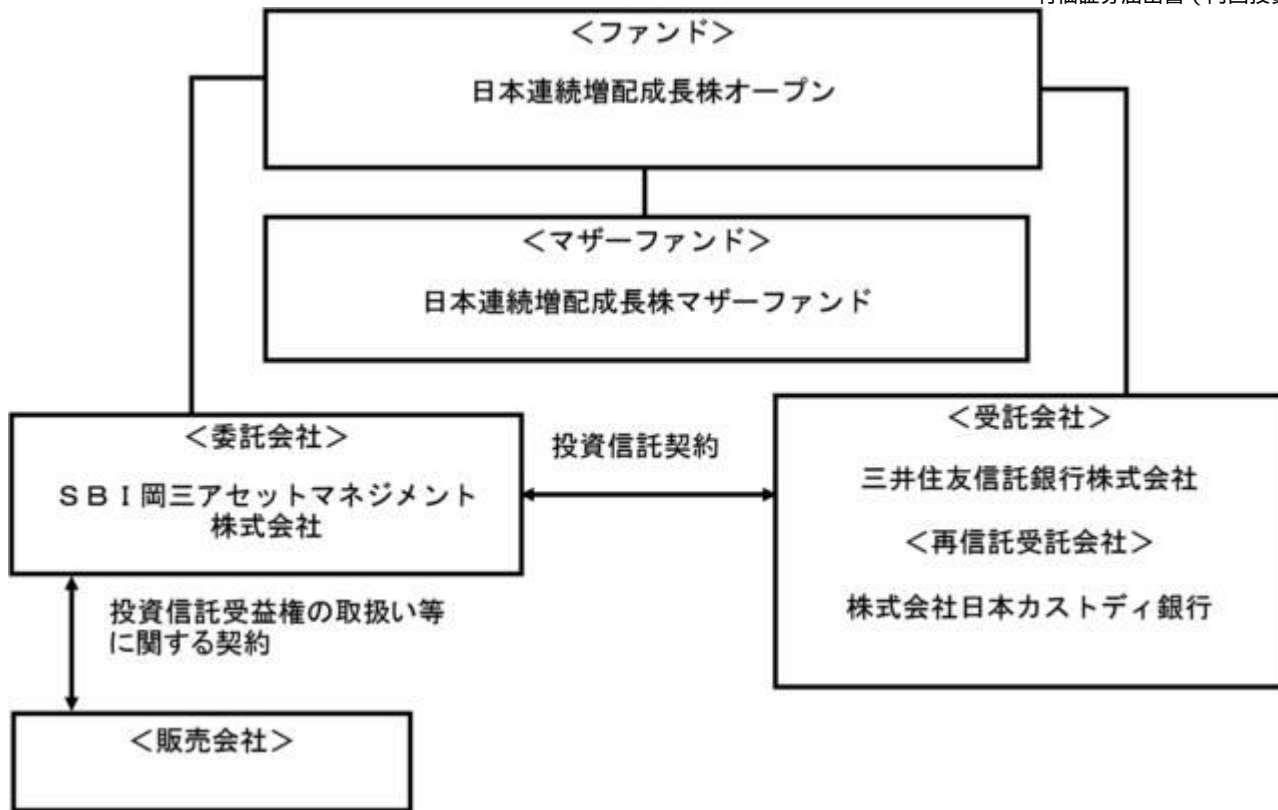 ＜ファンド＞
日本連続増配成長株オープン
＜マザーファンド＞
日本連続増配成長株マザーファンド
＜委託会社＞
ＳＢＩ岡三アセットマネジメント
株式会社
投資信託契約
＜受託会社＞
三井住友信託銀行株式会社
＜再信託受託会社＞
株式会社日本カストディ銀行
投資信託受益権の取扱い等
に関する契約
＜販売会社＞